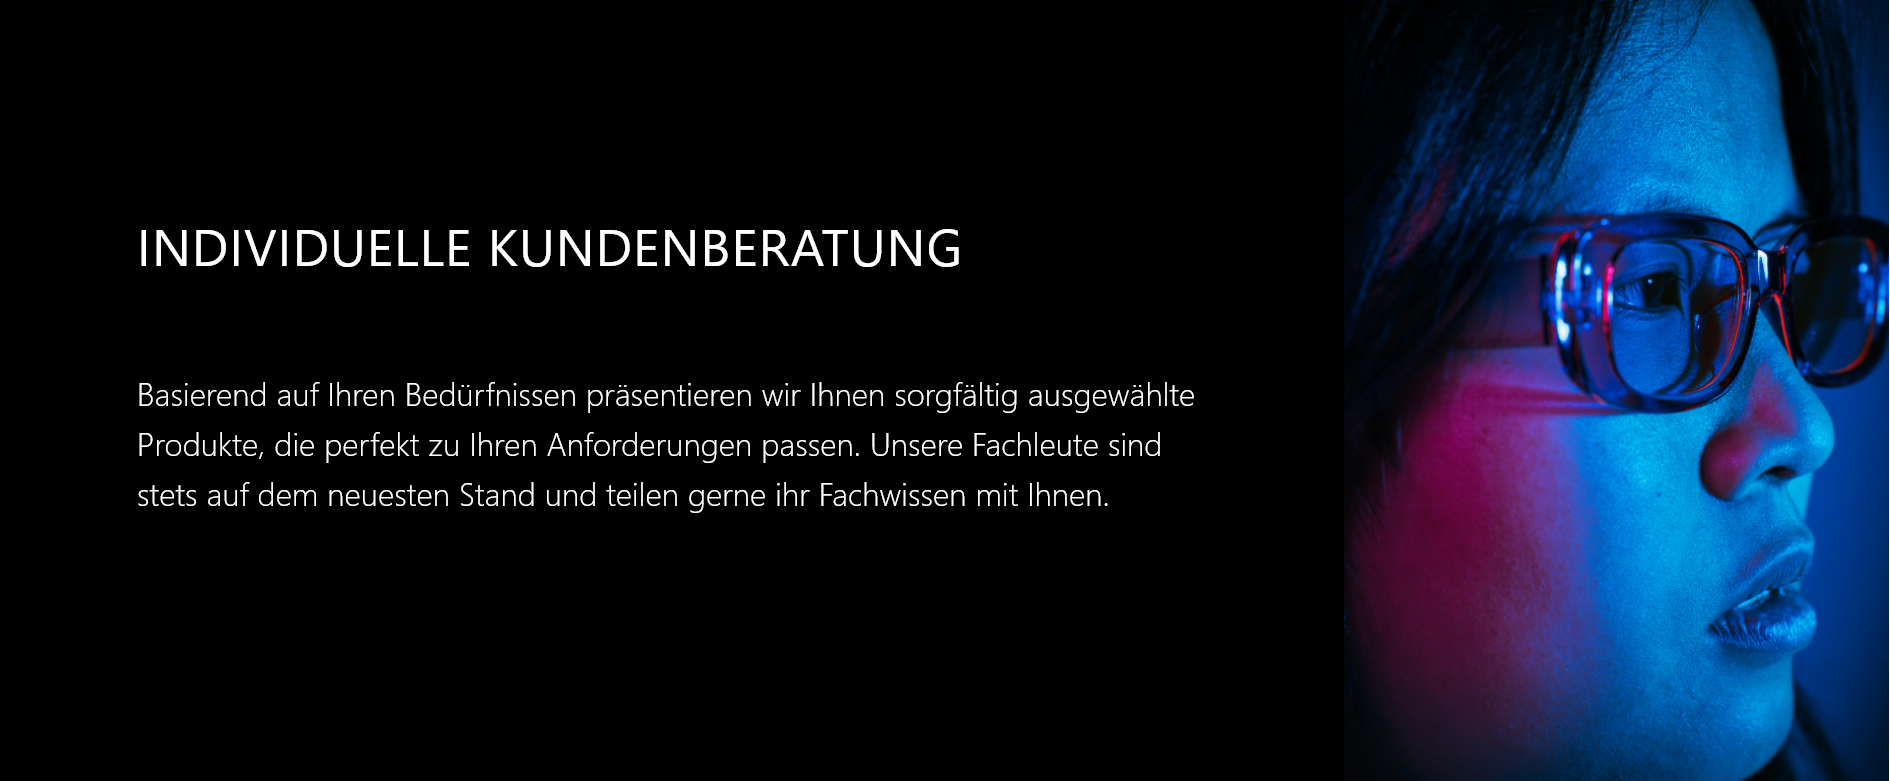 INDIVIDUELLE KUNDENBERATUNG
Basierend auf Ihren Bedürfnissen präsentieren wir Ihnen sorgfältig ausgewählte
Produkte, die perfekt zu Ihren Anforderungen passen. Unsere Fachleute sind
stets auf dem neuesten Stand und teilen gerne ihr Fachwissen mit Ihnen.